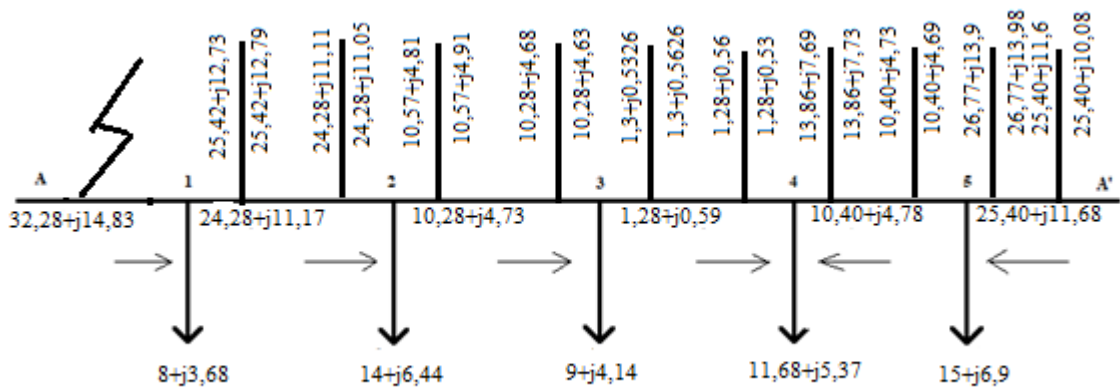 25,42+j12,73
25,42+j12,79
24,28+j11,11
24,28+j11,05
10,57+j4,81
10,57+j4,91
10,28+j4,68
10,28+j4,63
1,3+j0,5326
1,3+j0,5626
1,28+j0,56
1,28+j0,53
13,86+j7,69
13,86+j7,73
10,40+j4,73
10,40+j4,69
26,77+j13,9
26,77+j13,98
25,40+j11,6
25,40+j10,08
A 1 2 3 4 5 A'
32,28+j14,83 24,28+j11,17 10,28+j4,73 1,28+j0,59 10,40+j4,78 25,40+j11,68
8+j3,68 14+j6,44 9+j4,14 11,68+j5,37 15+j6,9